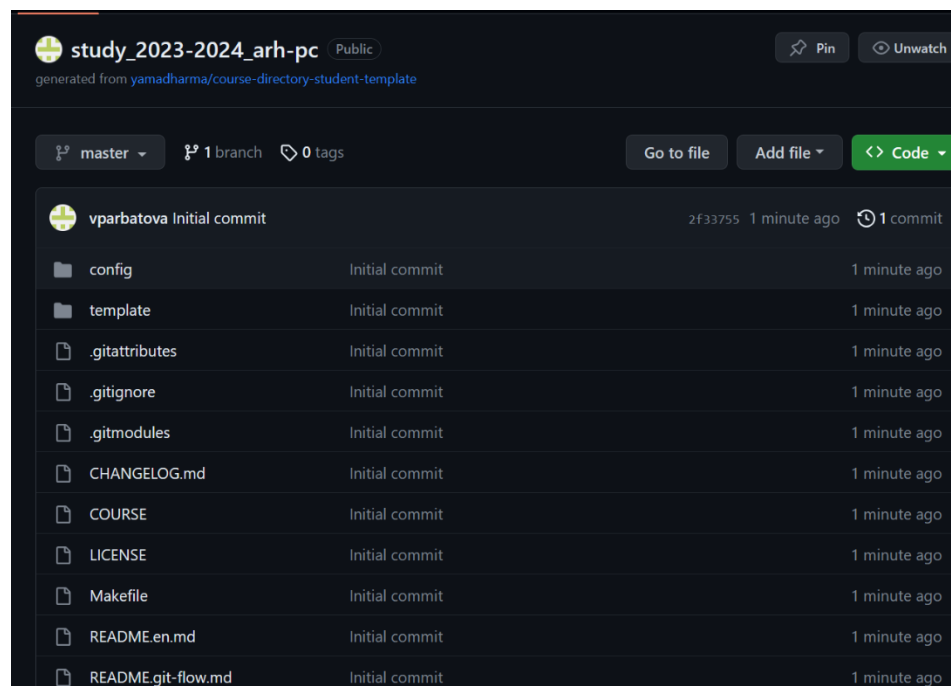 study_2023-2024_arh-pc Public Pin Unwatch
generated from yamadharma/course-directory-student-template
master 1 branch 0 tags Go to file Add file Code
vparbatova Initial commit 2f33755 1 minute ago 1 commit
config Initial commit 1 minute ago
template Initial commit 1 minute ago
.gitattributes Initial commit 1 minute ago
.gitignore Initial commit 1 minute ago
.gitmodules Initial commit 1 minute ago
CHANGELOG.md Initial commit 1 minute ago
COURSE Initial commit 1 minute ago
LICENSE Initial commit 1 minute ago
Makefile Initial commit 1 minute ago
README.en.md Initial commit 1 minute ago
README.git-flow.md Initial commit 1 minute ago